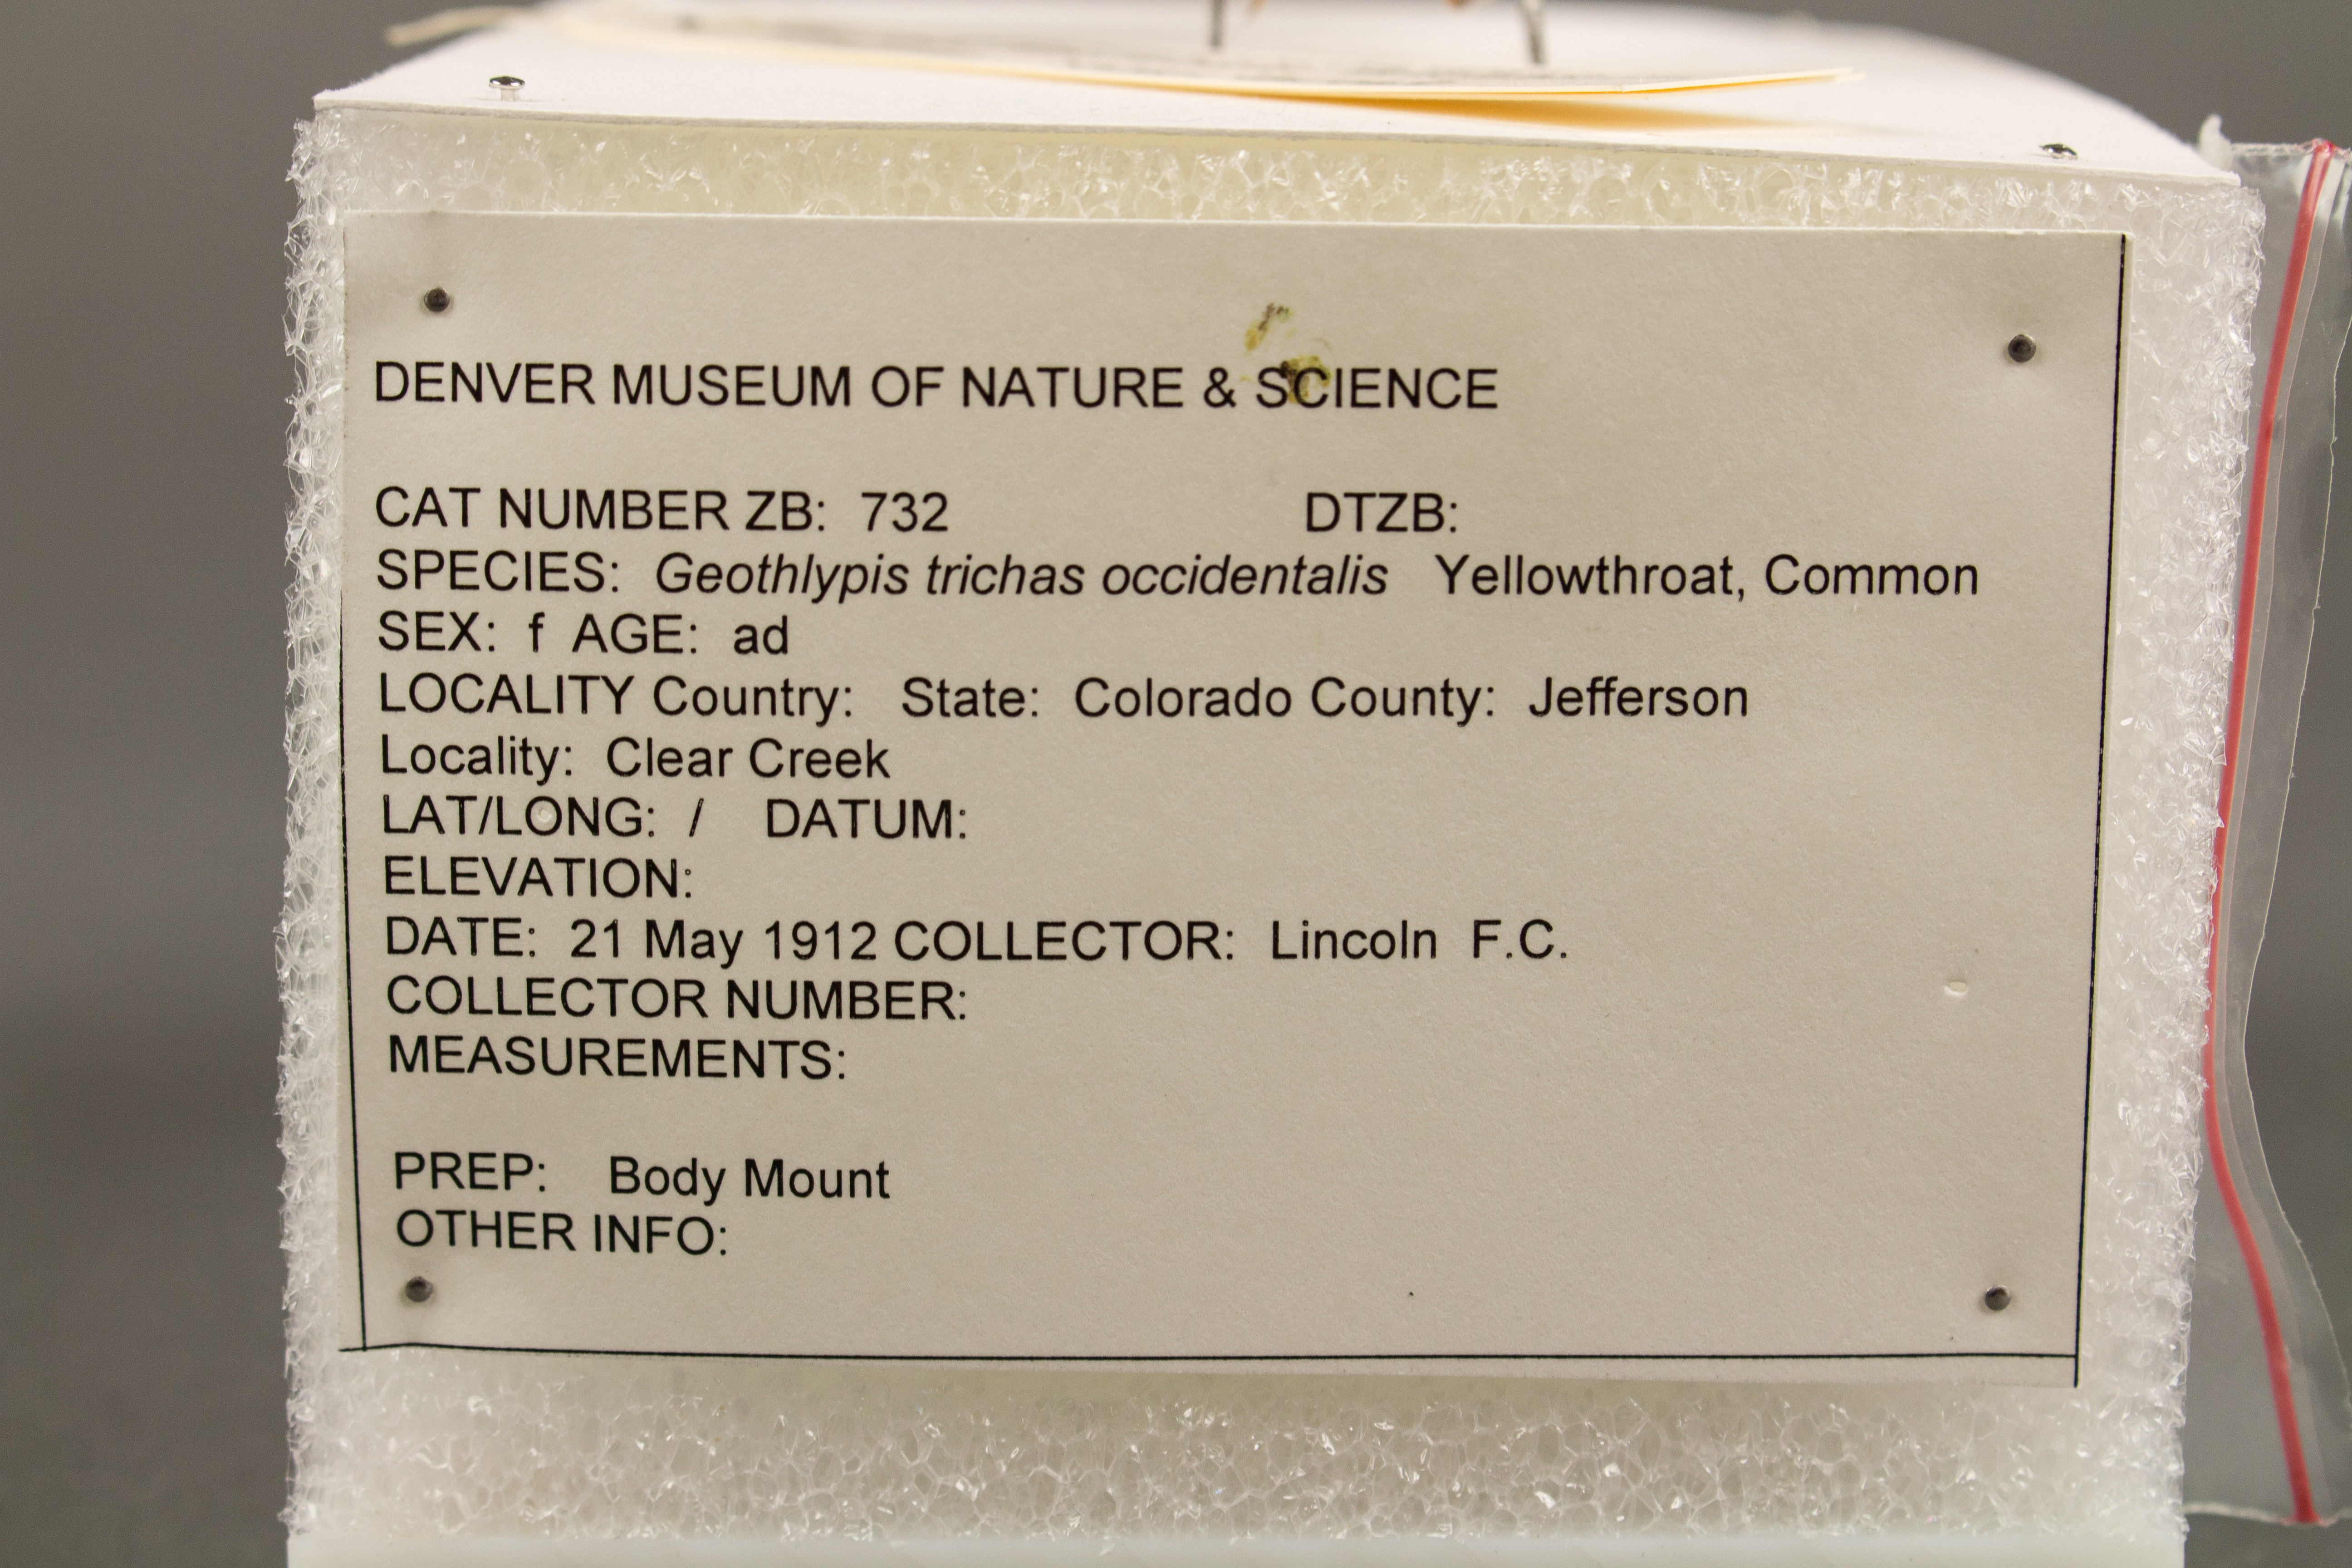 DENVER MUSEUM OF NATURE & SCIENCE
CAT NUMBER ZB: 732 DTZB:
SPECIES: Geothlypis trichas occidentalis Yellowthroat, Common
SEX: f AGE: ad
LOCALITY Country: State: Colorado County: Jefferson
Locality: Clear Creek
LAT/LONG: / DATUM:
ELEVATION:
DATE: 21 May 1912 COLLECTOR: Lincoln F.C.
COLLECTOR NUMBER:
MEASUREMENTS:
PREP: Body Mount
OTHER INFO: